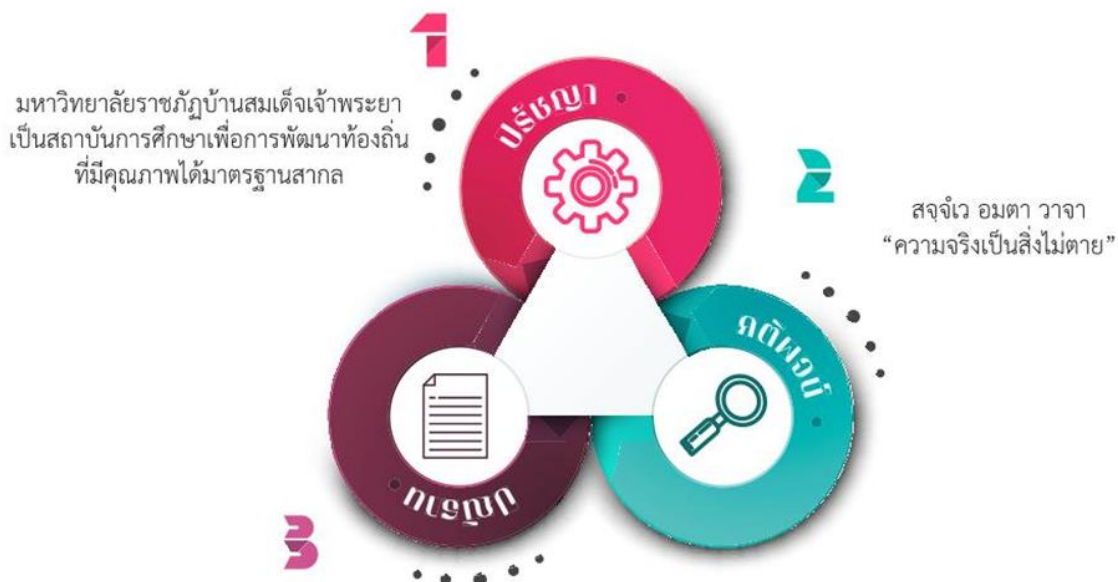 1
มหาวิทยาลัยราชภัฏบ้านสมเด็จเจ้าพระยา
เป็นสถาบันการศึกษาเพื่อการพัฒนาท้องถิ่น
ที่มีคุณภาพได้มาตรฐานสากล
ปรัชญา
2
สจฺจํเว อมตา วาจา
“ความจริงเป็นสิ่งไม่ตาย”
คติพจน์
ปณิธาน
3